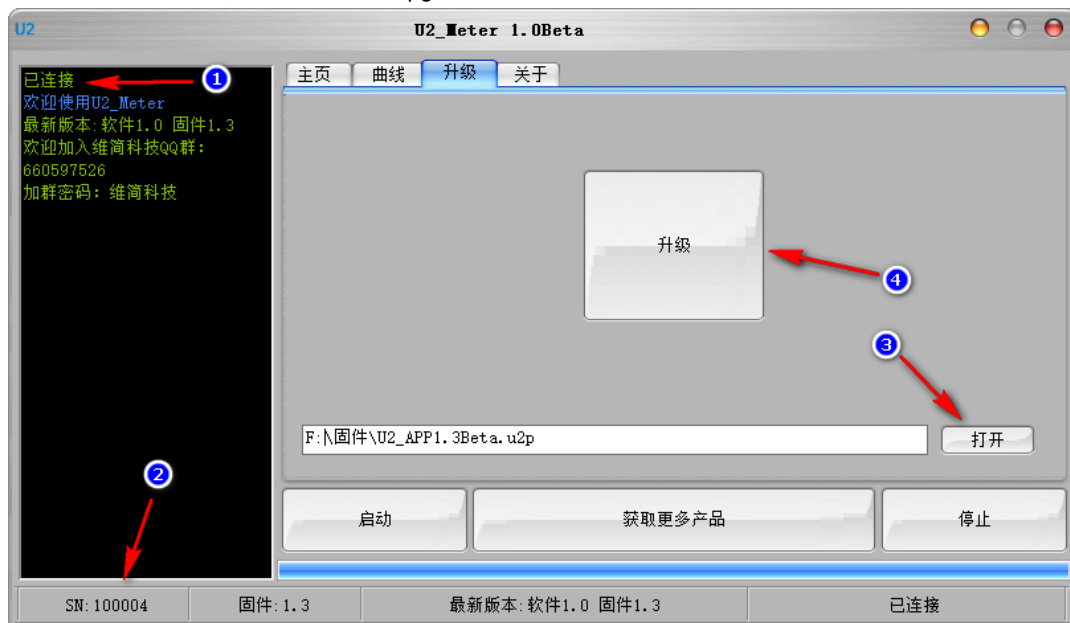 U2
U2_Meter 1.0Beta
已连接
1
欢迎使用U2_Meter
最新版本:软件1.0 固件1.3
欢迎加入维简科技QQ群:
660597526
加群密码: 维简科技
主页
曲线
升级
关于
升级
4
3
F:\固件\U2_APP1.3Beta.u2p
打开
2
启动
获取更多产品
停止
SN:100004
固件:1.3
最新版本:软件1.0 固件1.3
已连接